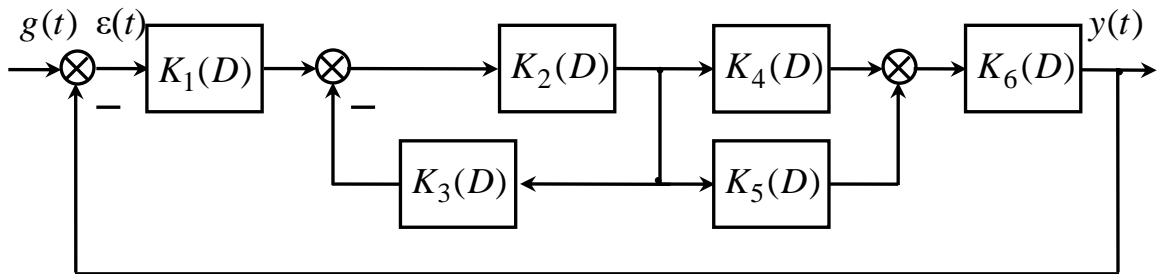 g(t) ε(t) y(t)
K₁(D) K₂(D) K₄(D) K₆(D)
− −
K₃(D) K₅(D)